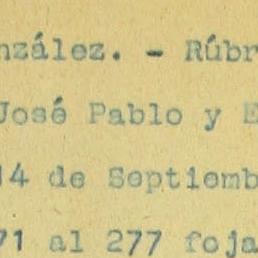 nzález. - Rúbr
José Pablo y E
14 de Septiemb
71 al 277 foja